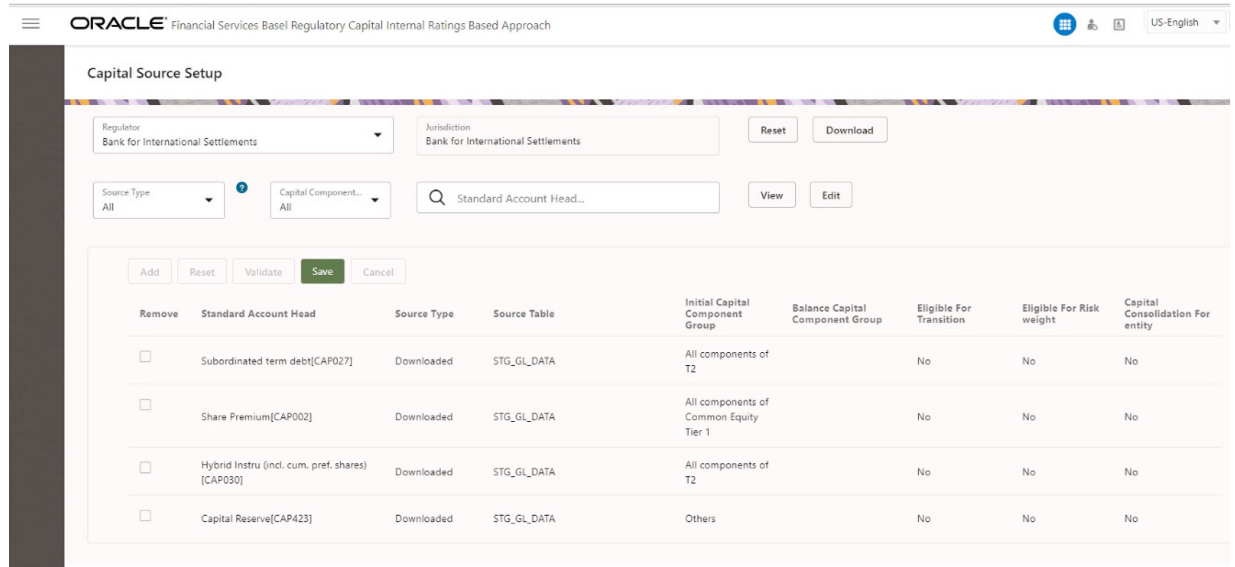 ORACLE® Financial Services Basel Regulatory Capital Internal Ratings Based Approach
US-English
Capital Source Setup
Regulator
Bank for International Settlements
Jurisdiction
Bank for International Settlements
Reset
Download
Source Type
All
?
Capital Component...
All
Standard Account Head...
View
Edit
Add
Reset
Validate
Save
Cancel
Remove
Standard Account Head
Source Type
Source Table
Initial Capital
Component
Group
Balance Capital
Component Group
Eligible For
Transition
Eligible For Risk
weight
Capital
Consolidation For
entity
Subordinated term debt[CAP027]
Downloaded
STG_GL_DATA
All components of
T2
No
No
No
Share Premium[CAP002]
Downloaded
STG_GL_DATA
All components of
Common Equity
Tier 1
No
No
No
Hybrid Instru (incl. cum. pref. shares)
[CAP030]
Downloaded
STG_GL_DATA
All components of
T2
No
No
No
Capital Reserve[CAP423]
Downloaded
STG_GL_DATA
Others
No
No
No